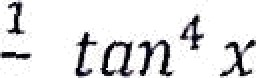 1
— tan⁴ x